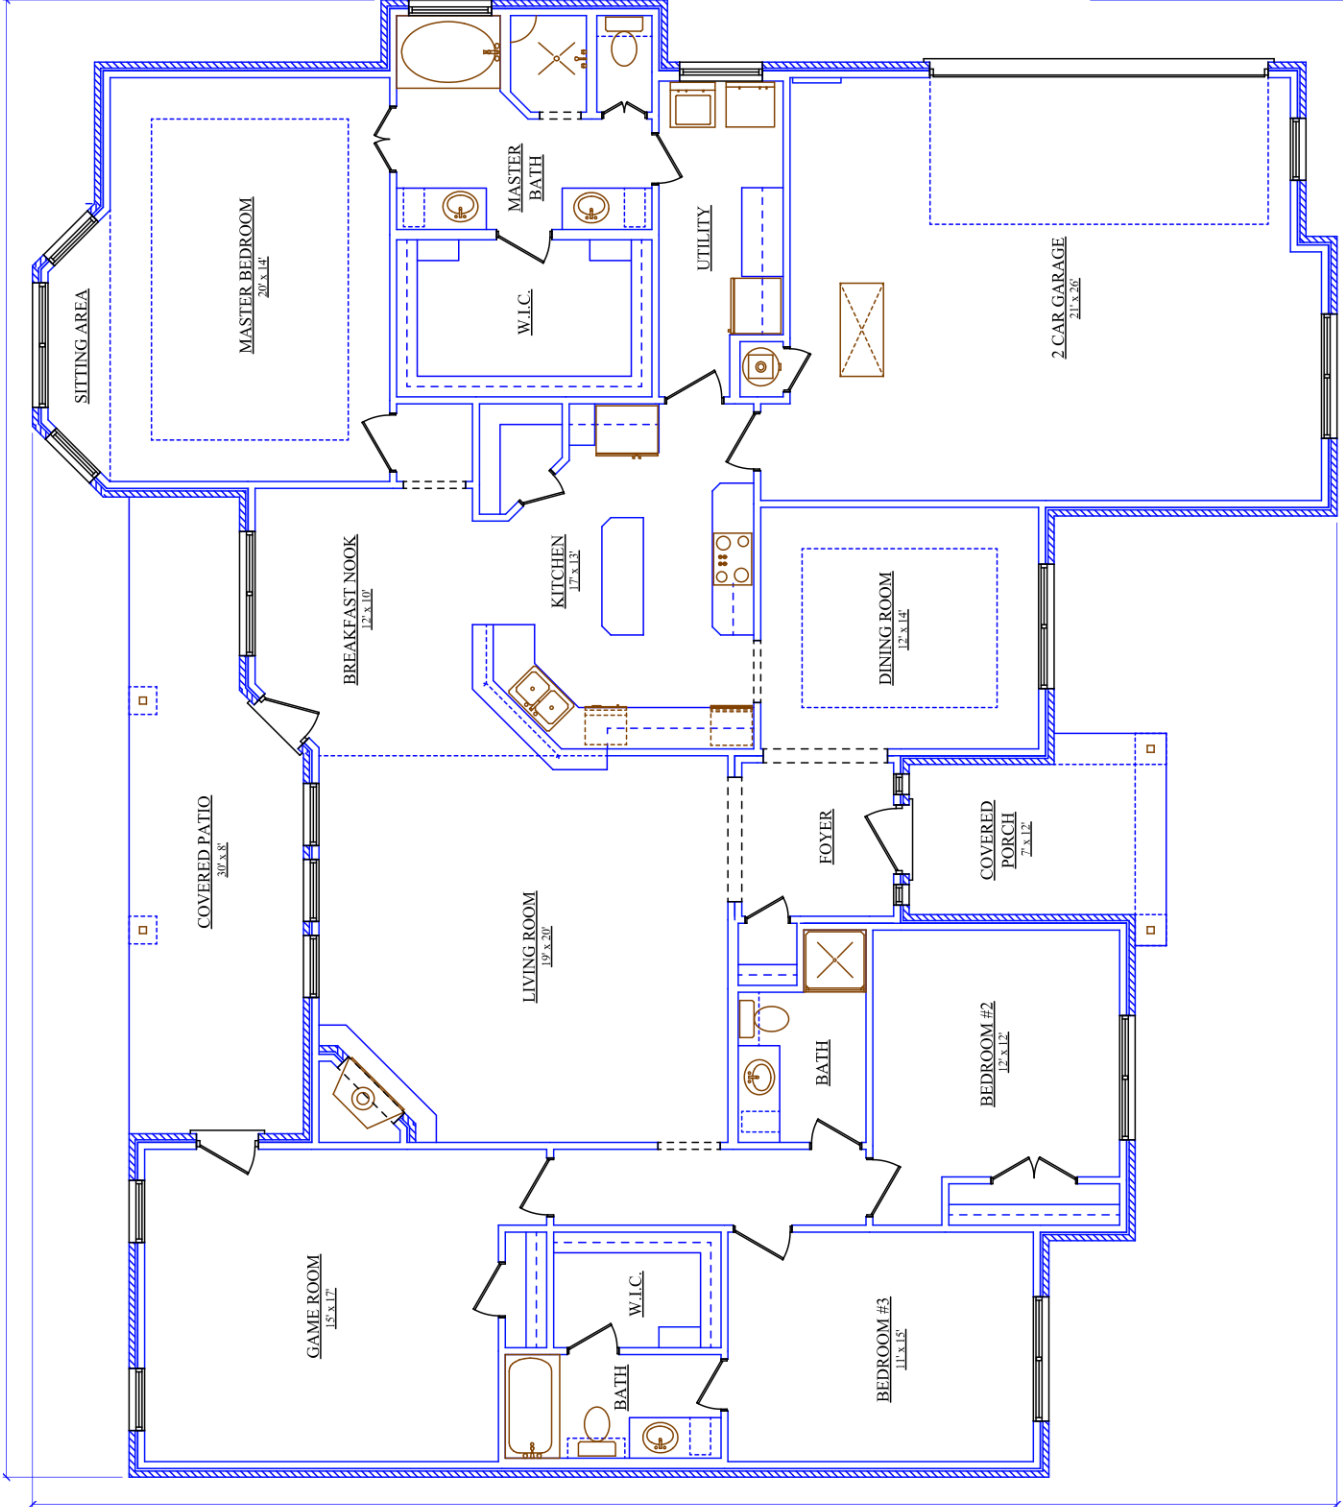 SITTING AREA
MASTER BEDROOM
20' x 14'
MASTER
BATH
W.I.C.
UTILITY
2 CAR GARAGE
21' x 26'
BREAKFAST NOOK
12' x 10'
KITCHEN
17' x 13'
DINING ROOM
12' x 14'
COVERED PATIO
30' x 8'
LIVING ROOM
19' x 20'
FOYER
COVERED
PORCH
7' x 12'
BATH
BEDROOM #2
12' x 12'
GAME ROOM
15' x 17'
W.I.C.
BATH
BEDROOM #3
11' x 15'